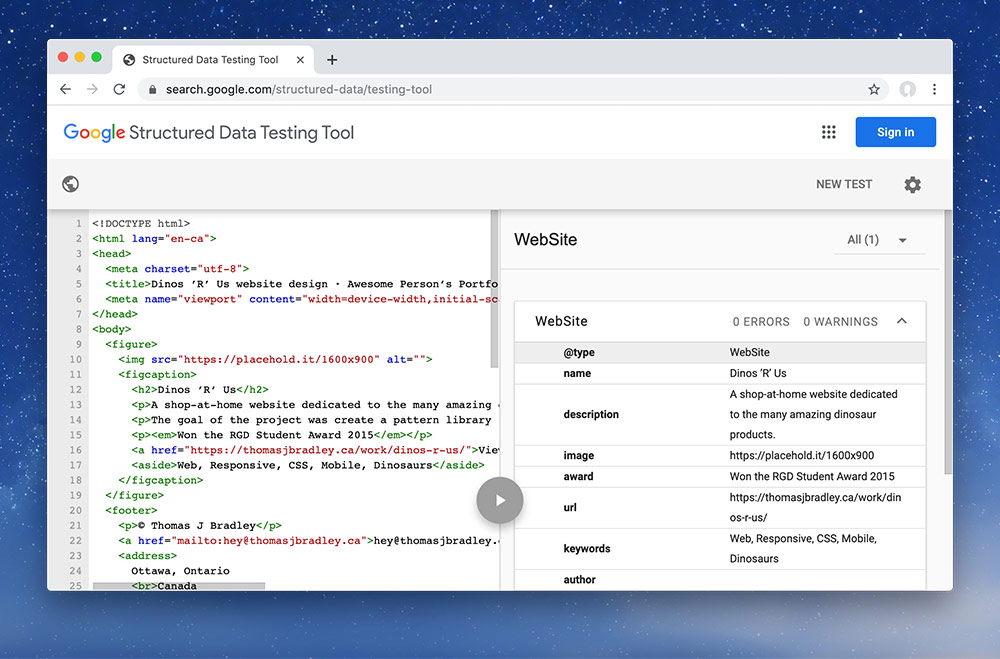 Structured Data Testing Tool
search.google.com/structured-data/testing-tool
Google Structured Data Testing Tool
Sign in
NEW TEST
1 <!DOCTYPE html>
2 <html lang="en-ca">
3 <head>
4 <meta charset="utf-8">
5 <title>Dinos ’R’ Us website design · Awesome Person’s Portfo
6 <meta name="viewport" content="width=device-width,initial-sc
7 </head>
8 <body>
9 <figure>
10 <img src="https://placehold.it/1600x900" alt="">
11 <figcaption>
12 <h2>Dinos ’R’ Us</h2>
13 <p>A shop-at-home website dedicated to the many amazing
14 <p>The goal of the project was create a pattern library
15 <p><em>Won the RGD Student Award 2015</em></p>
16 <a href="https://thomasjbradley.ca/work/dinos-r-us/">Vie
17 <aside>Web, Responsive, CSS, Mobile, Dinosaurs</aside>
18 </figcaption>
19 </figure>
20 <footer>
21 <p>© Thomas J Bradley</p>
22 <a href="mailto:hey@thomasjbradley.ca">hey@thomasjbradley.
23 <address>
24 Ottawa, Ontario
25 <br>Canada
WebSite
All (1)
WebSite 0 ERRORS 0 WARNINGS
@type WebSite
name Dinos ’R’ Us
description A shop-at-home website dedicated
to the many amazing dinosaur
products.
image https://placehold.it/1600x900
award Won the RGD Student Award 2015
url https://thomasjbradley.ca/work/din
os-r-us/
keywords Web, Responsive, CSS, Mobile,
Dinosaurs
author